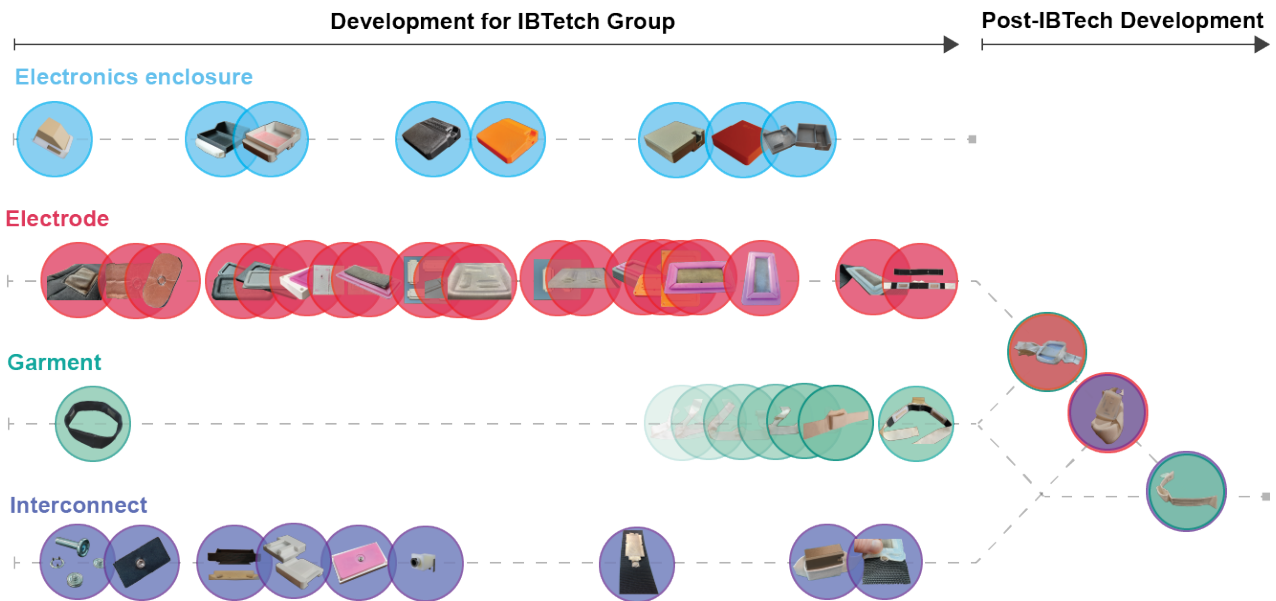 Development for IBTetch Group
Post-IBTech Development
Electronics enclosure
Electrode
Garment
Interconnect